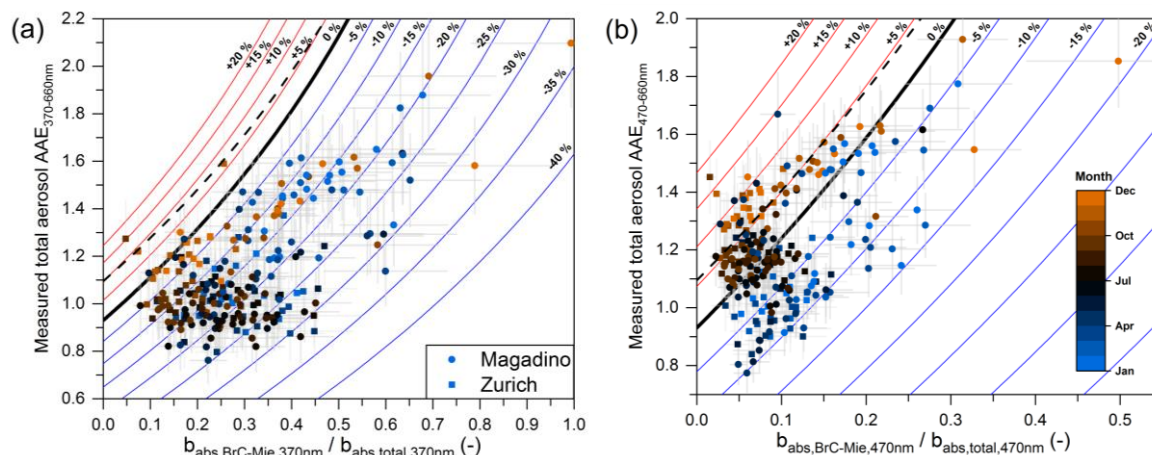 (a)
Measured total aerosol AAE370-660nm
2.2
2.0
1.8
1.6
1.4
1.2
1.0
0.8
0.6
+20 %
+15 %
+10 %
+5 %
0 %
-5 %
-10 %
-15 %
-20 %
-25 %
-30 %
-35 %
-40 %
Magadino
Zurich
0.0 0.1 0.2 0.3 0.4 0.5 0.6 0.7 0.8 0.9 1.0
babs,BrC-Mie,370nm / babs,total,370nm (-)
(b)
Measured total aerosol AAE470-660nm
2.0
1.8
1.6
1.4
1.2
1.0
0.8
+20 %
+15 %
+10 %
+5 %
0 %
-5 %
-10 %
-15 %
-20 %
Month
Dec
Oct
Jul
Apr
Jan
0.0 0.1 0.2 0.3 0.4 0.5
babs,BrC-Mie,470nm / babs,total,470nm (-)